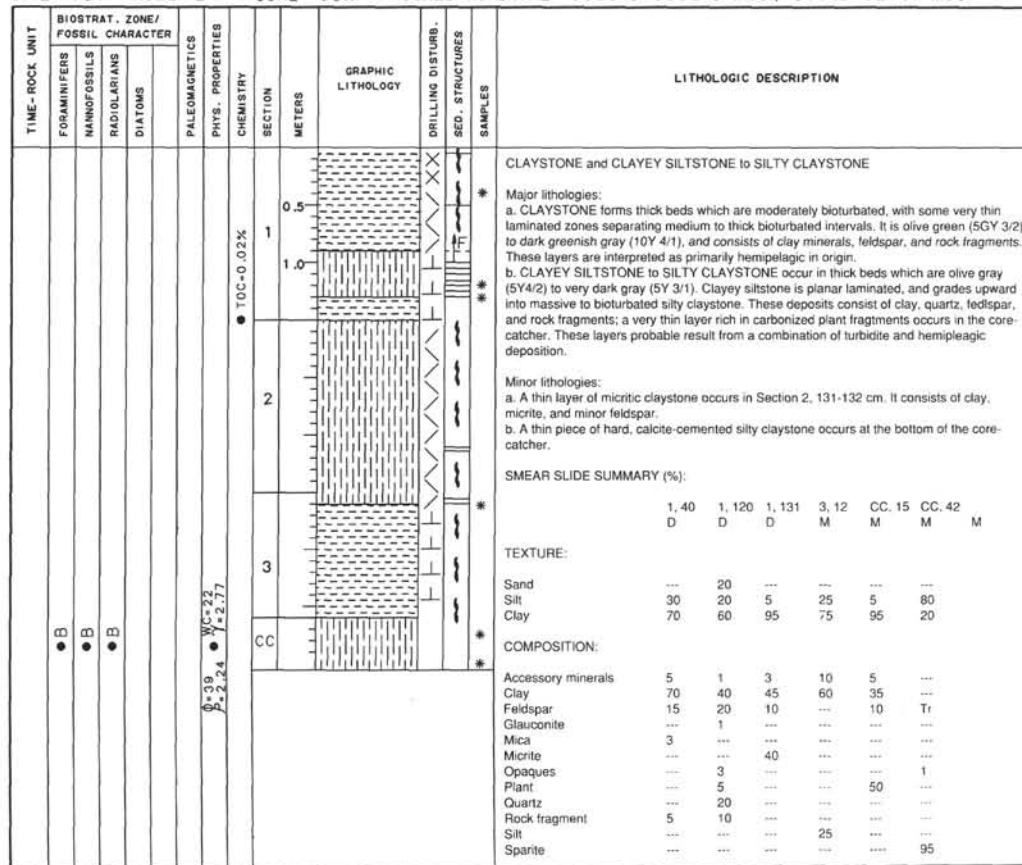 TIME-ROCK UNIT
BIOSTRAT. ZONE/
FOSSIL CHARACTER
FORAMINIFERS
NANNOFOSSILS
RADIOLARIANS
DIATOMS
PALEOMAGNETICS
PHYS. PROPERTIES
CHEMISTRY
SECTION
METERS
GRAPHIC
LITHOLOGY
DRILLING DISTURB.
SED. STRUCTURES
SAMPLES
LITHOLOGIC DESCRIPTION
B
B
B
Ø=39 WC=22
P=2.24 ƒ=2.77
TOC=0.02%
1
2
3
CC
0.5
1.0
F
CLAYSTONE and CLAYEY SILTSTONE to SILTY CLAYSTONE
Major lithologies:
a. CLAYSTONE forms thick beds which are moderately bioturbated, with some very thin
laminated zones separating medium to thick bioturbated intervals. It is olive green (5GY 3/2)
to dark greenish gray (10Y 4/1), and consists of clay minerals, feldspar, and rock fragments.
These layers are interpreted as primarily hemipelagic in origin.
b. CLAYEY SILTSTONE to SILTY CLAYSTONE occur in thick beds which are olive gray
(5Y4/2) to very dark gray (5Y 3/1). Clayey siltstone is planar laminated, and grades upward
into massive to bioturbated silty claystone. These deposits consist of clay, quartz, fedlspar,
and rock fragments; a very thin layer rich in carbonized plant fragtments occurs in the core-
catcher. These layers probable result from a combination of turbidite and hemipleagic
deposition.
Minor lithologies:
a. A thin layer of micritic claystone occurs in Section 2, 131-132 cm. It consists of clay,
micrite, and minor feldspar.
b. A thin piece of hard, calcite-cemented silty claystone occurs at the bottom of the core-
catcher.
SMEAR SLIDE SUMMARY (%):
1, 40 1, 120 1, 131 3, 12 CC, 15 CC, 42
D D D M M M M
TEXTURE:
Sand --- 20 --- --- --- ---
Silt 30 20 5 25 5 80
Clay 70 60 95 75 95 20
COMPOSITION:
Accessory minerals 5 1 3 10 5 ---
Clay 70 40 45 60 35 ---
Feldspar 15 20 10 --- 10 Tr
Glauconite --- 1 --- --- --- ---
Mica 3 --- --- --- --- ---
Micrite --- --- 40 --- --- ---
Opaques --- 3 --- --- --- 1
Plant --- 5 --- --- 50 ---
Quartz --- 20 --- --- --- ---
Rock fragment 5 10 --- --- --- ---
Silt --- --- --- 25 --- ---
Sparite --- --- --- --- ---- 95